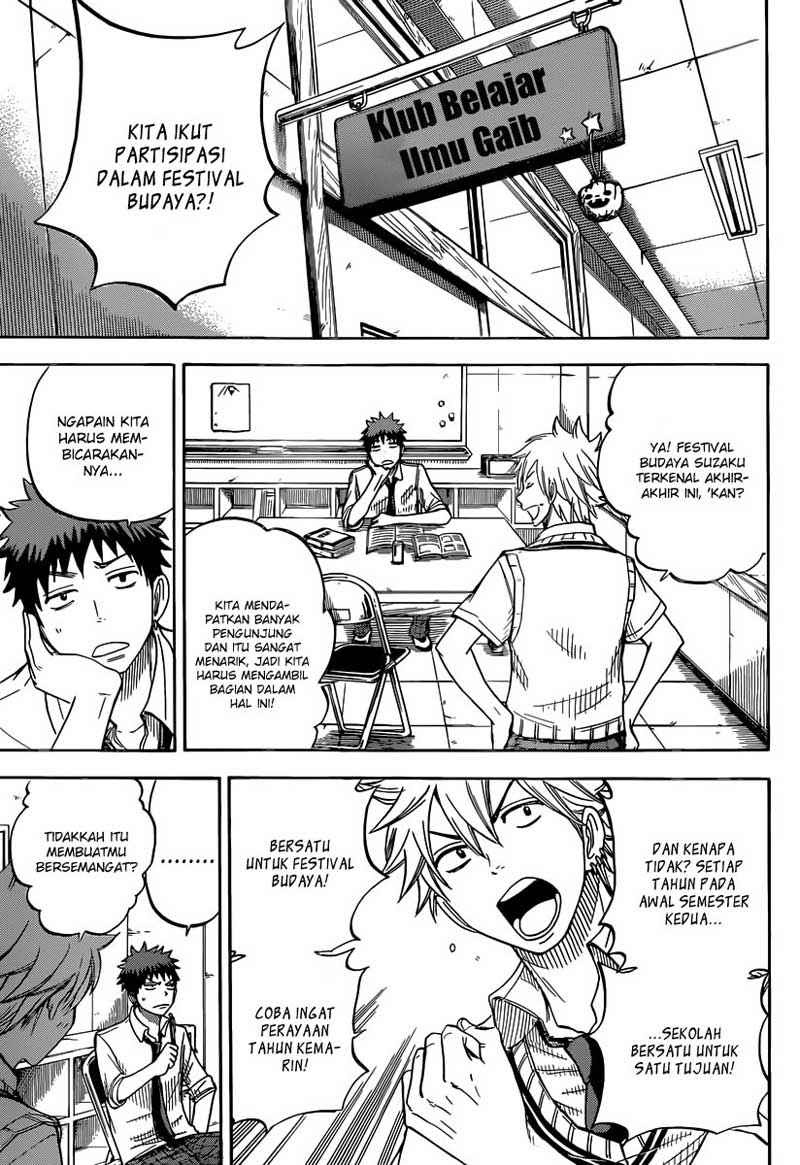 Klub Belajar
Ilmu Gaib
KITA IKUT
PARTISIPASI
DALAM FESTIVAL
BUDAYA?!
YA! FESTIVAL
BUDAYA SUZAKU
TERKENAL AKHIR-
AKHIR INI, 'KAN?
KITA MENDA-
PATKAN BANYAK
PENGUNJUNG
DAN ITU SANGAT
MENARIK, JADI KITA
HARUS MENGAMBIL
BAGIAN DALAM
HAL INI!
NGAPAIN KITA
HARUS MEM-
BICARAKAN-
NYA...
DAN KENAPA
TIDAK? SETIAP
TAHUN PADA
AWAL SEMESTER
KEDUA...
...SEKOLAH
BERSATU UNTUK
SATU TUJUAN!
BERSATU
UNTUK FESTIVAL
BUDAYA!
COBA INGAT
PERAYAAN
TAHUN KEMA-
RIN!
.........
TIDAKKAH ITU
MEMBUATMU
BERSEMANGAT?